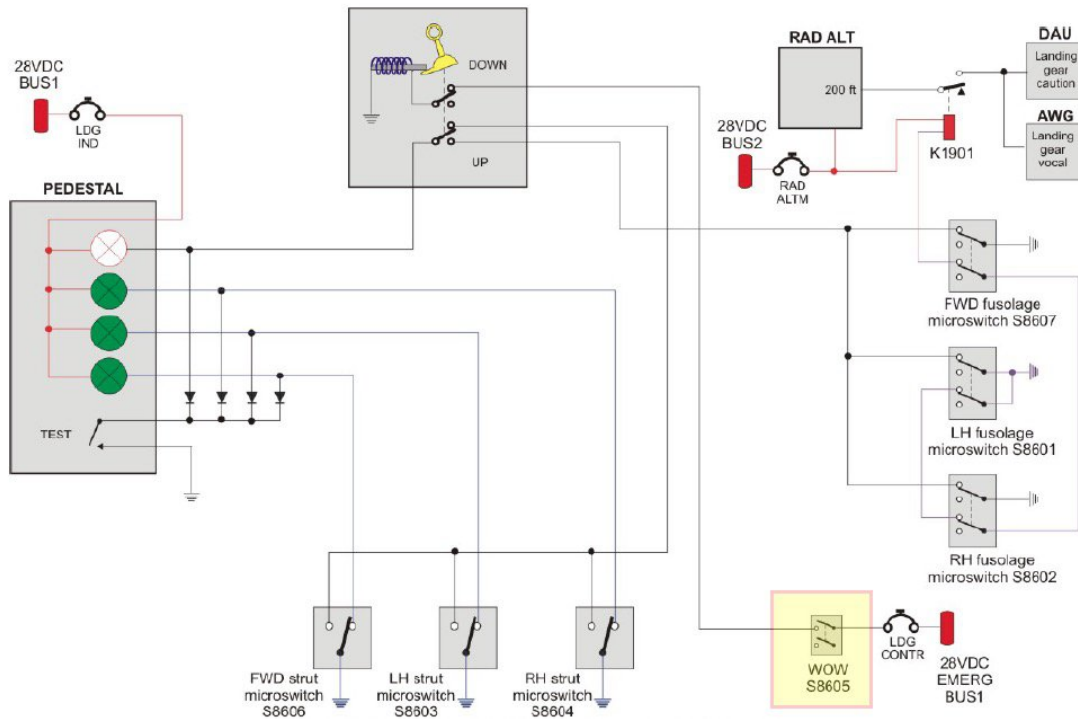 28VDC
BUS1
LDG
IND
PEDESTAL
TEST
DOWN
UP
RAD ALT
200 ft
28VDC
BUS2
RAD
ALTM
K1901
DAU
Landing
gear
caution
AWG
Landing
gear
vocal
FWD fusolage
microswitch S8607
LH fusolage
microswitch S8601
RH fusolage
microswitch S8602
FWD strut
microswitch
S8606
LH strut
microswitch
S8603
RH strut
microswitch
S8604
WOW
S8605
LDG
CONTR
28VDC
EMERG
BUS1